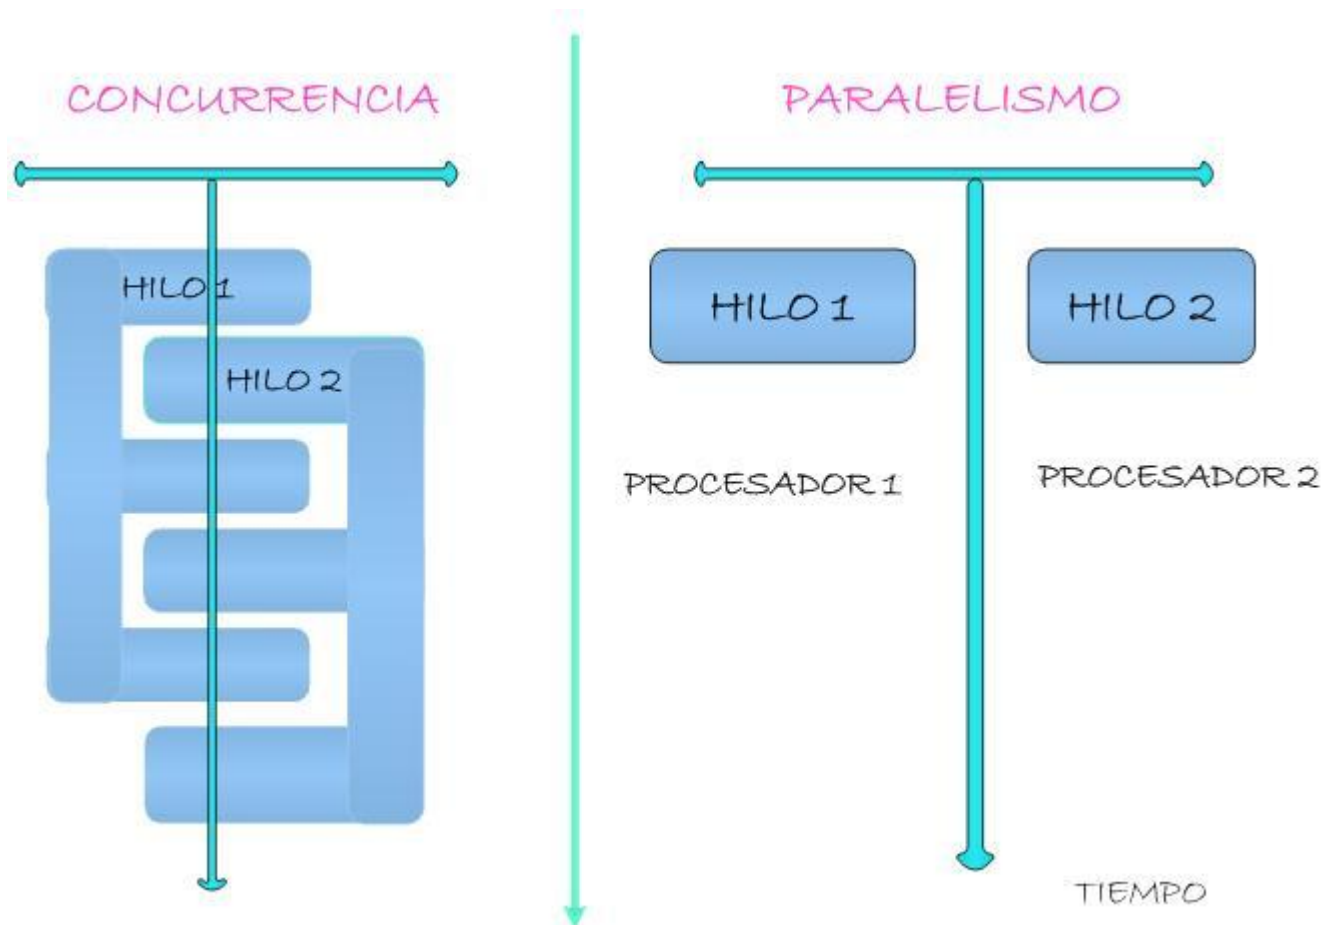 CONCURRENCIA
HILO 1
HILO 2
PARALELISMO
HILO 1
HILO 2
PROCESADOR 1
PROCESADOR 2
TIEMPO